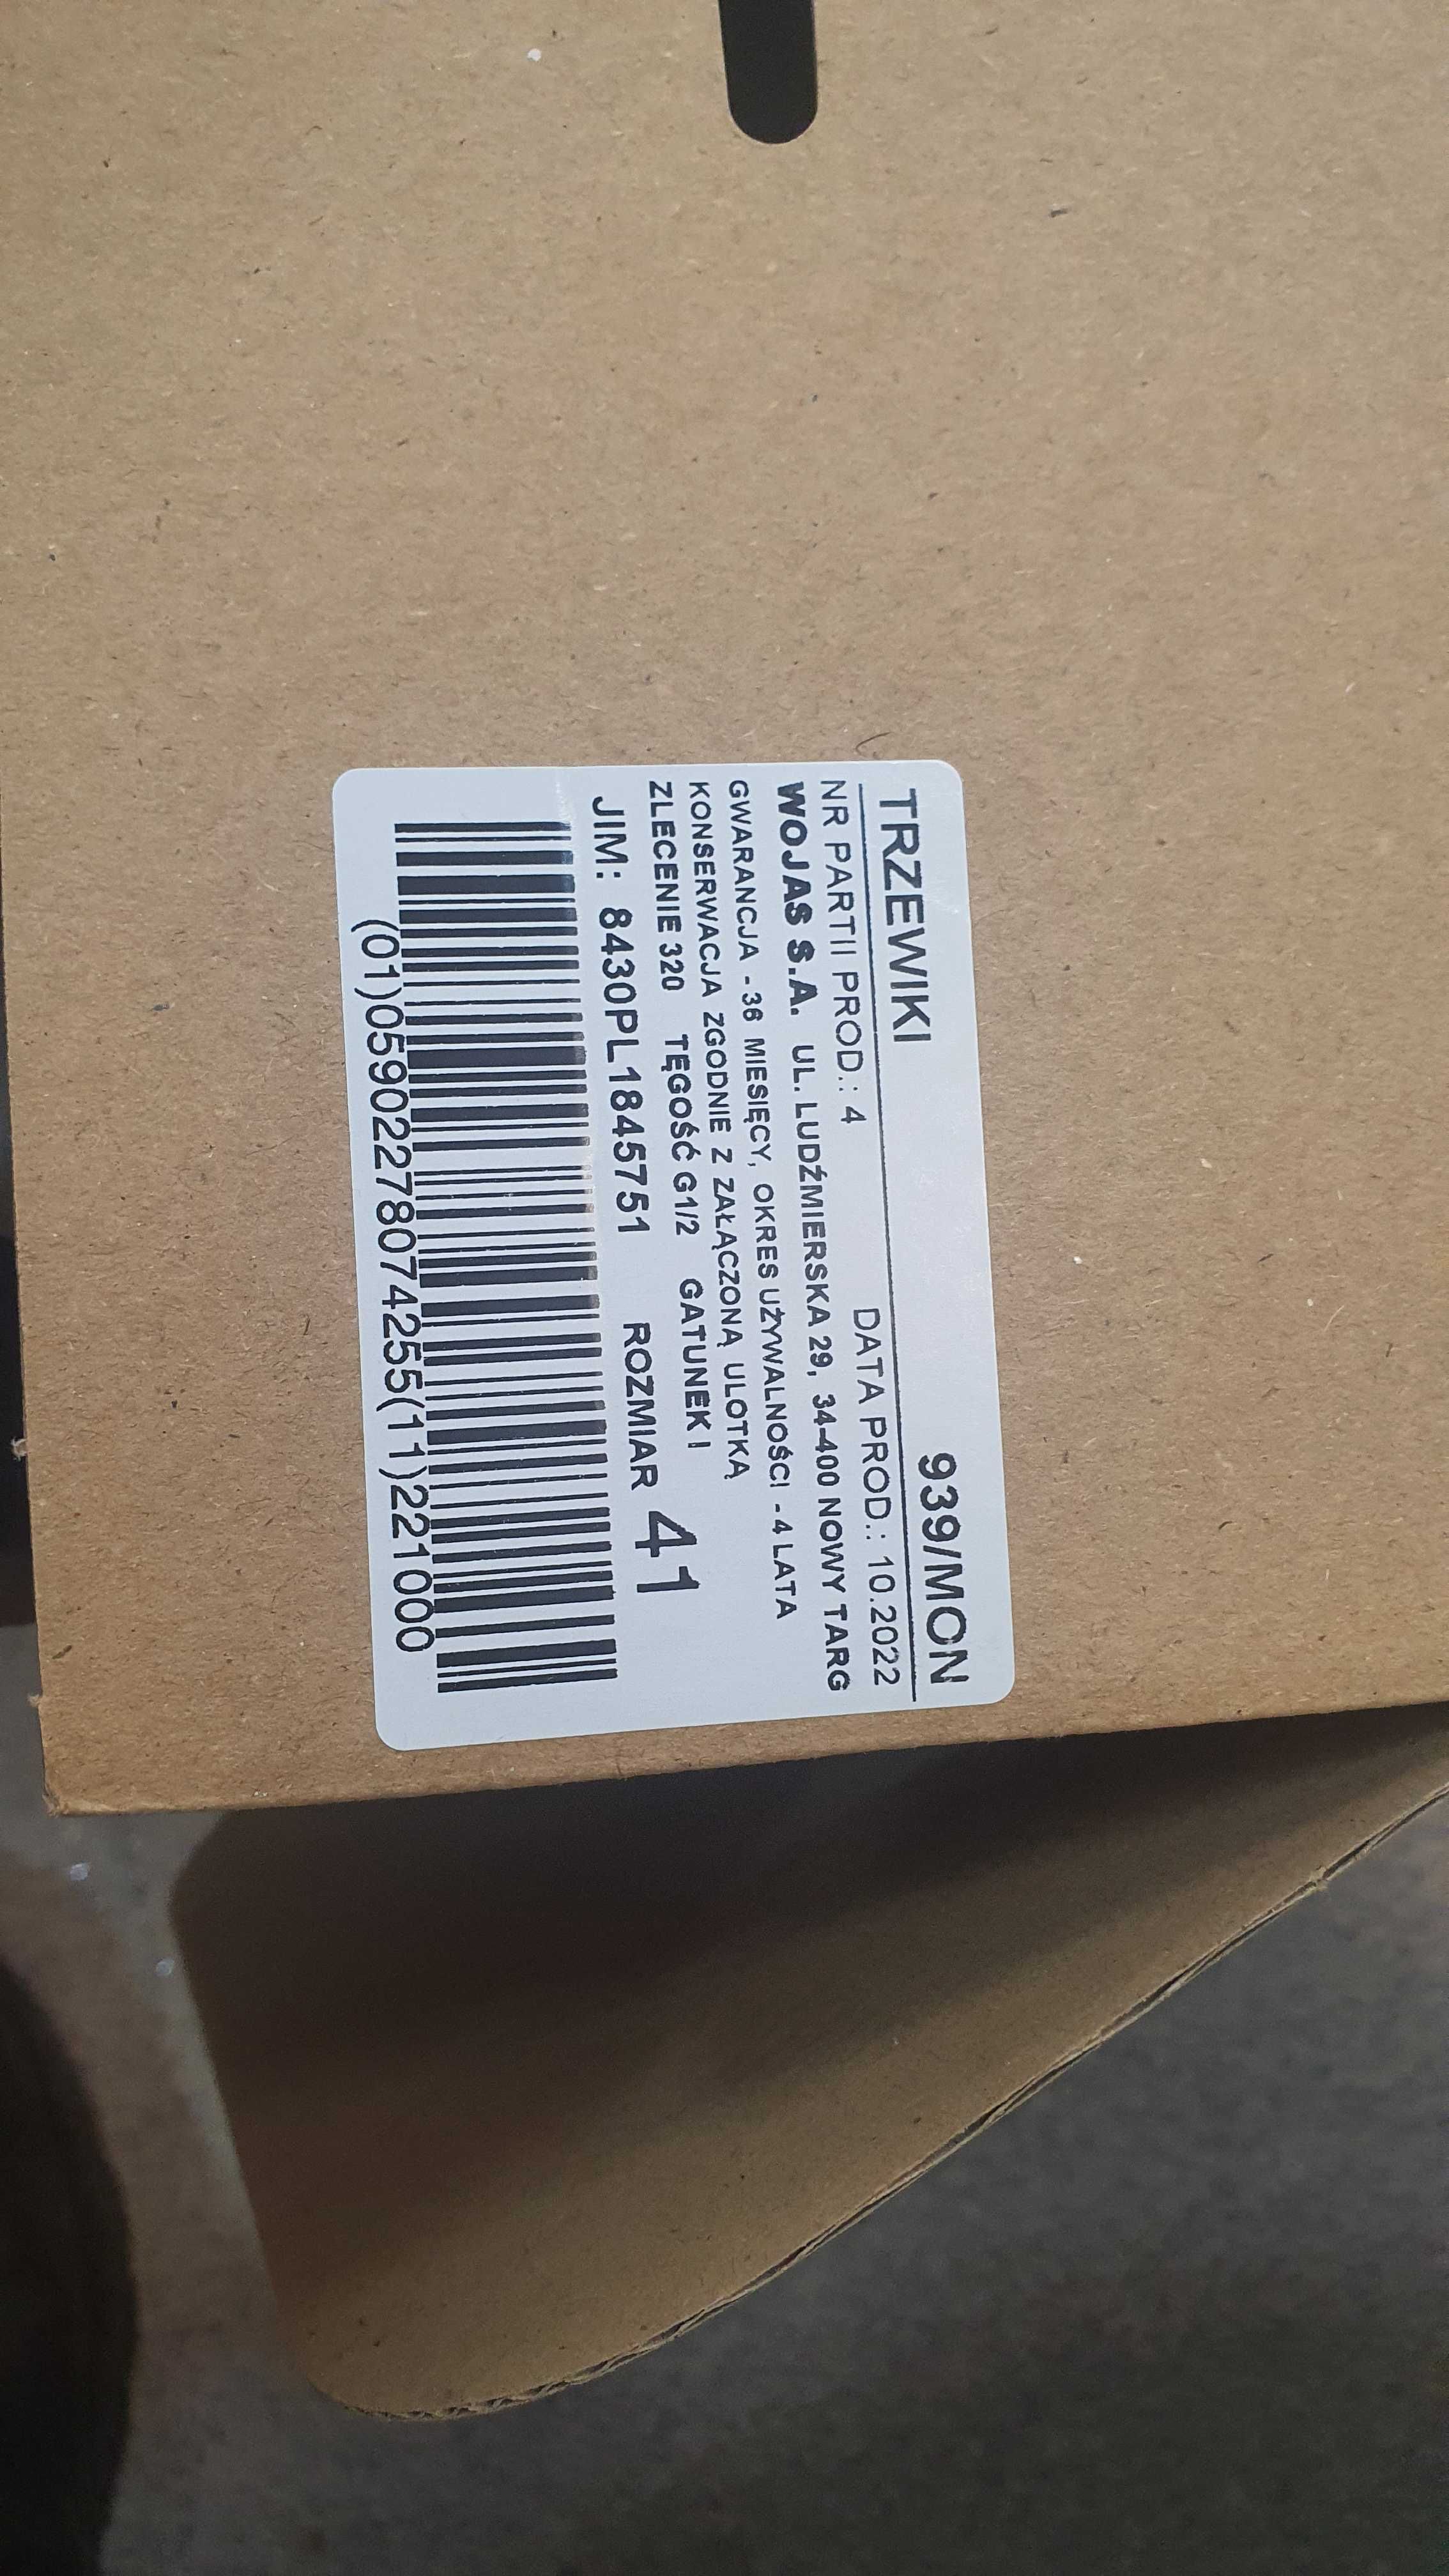 TRZEWIKI 939/MON
NR PARTII PROD.: 4 DATA PROD.: 10.2022
WOJAS S.A. UL. LUDŹMIERSKA 29, 34-400 NOWY TARG
GWARANCJA - 36 MIESIĘCY, OKRES UŻYWALNOŚCI - 4 LATA
KONSERWACJA ZGODNIE Z ZAŁĄCZONĄ ULOTKĄ
ZLECENIE 320 TĘGOŚĆ G1/2 GATUNEK I
JIM: 8430PL1845751 ROZMIAR 41
(01)05902278074255(11)221000